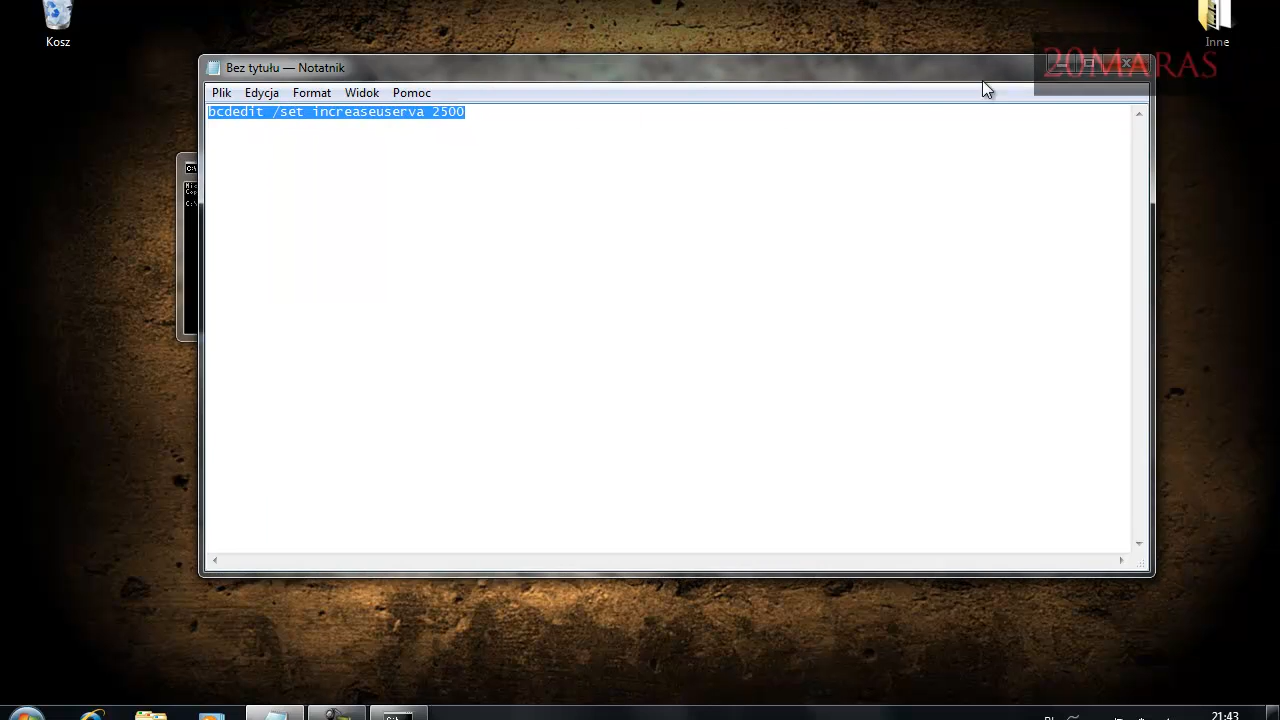 Kosz
Inne
20MARAS
Bez tytułu — Notatnik
Plik Edycja Format Widok Pomoc
bcdedit /set increaseuserva 2500
21:43